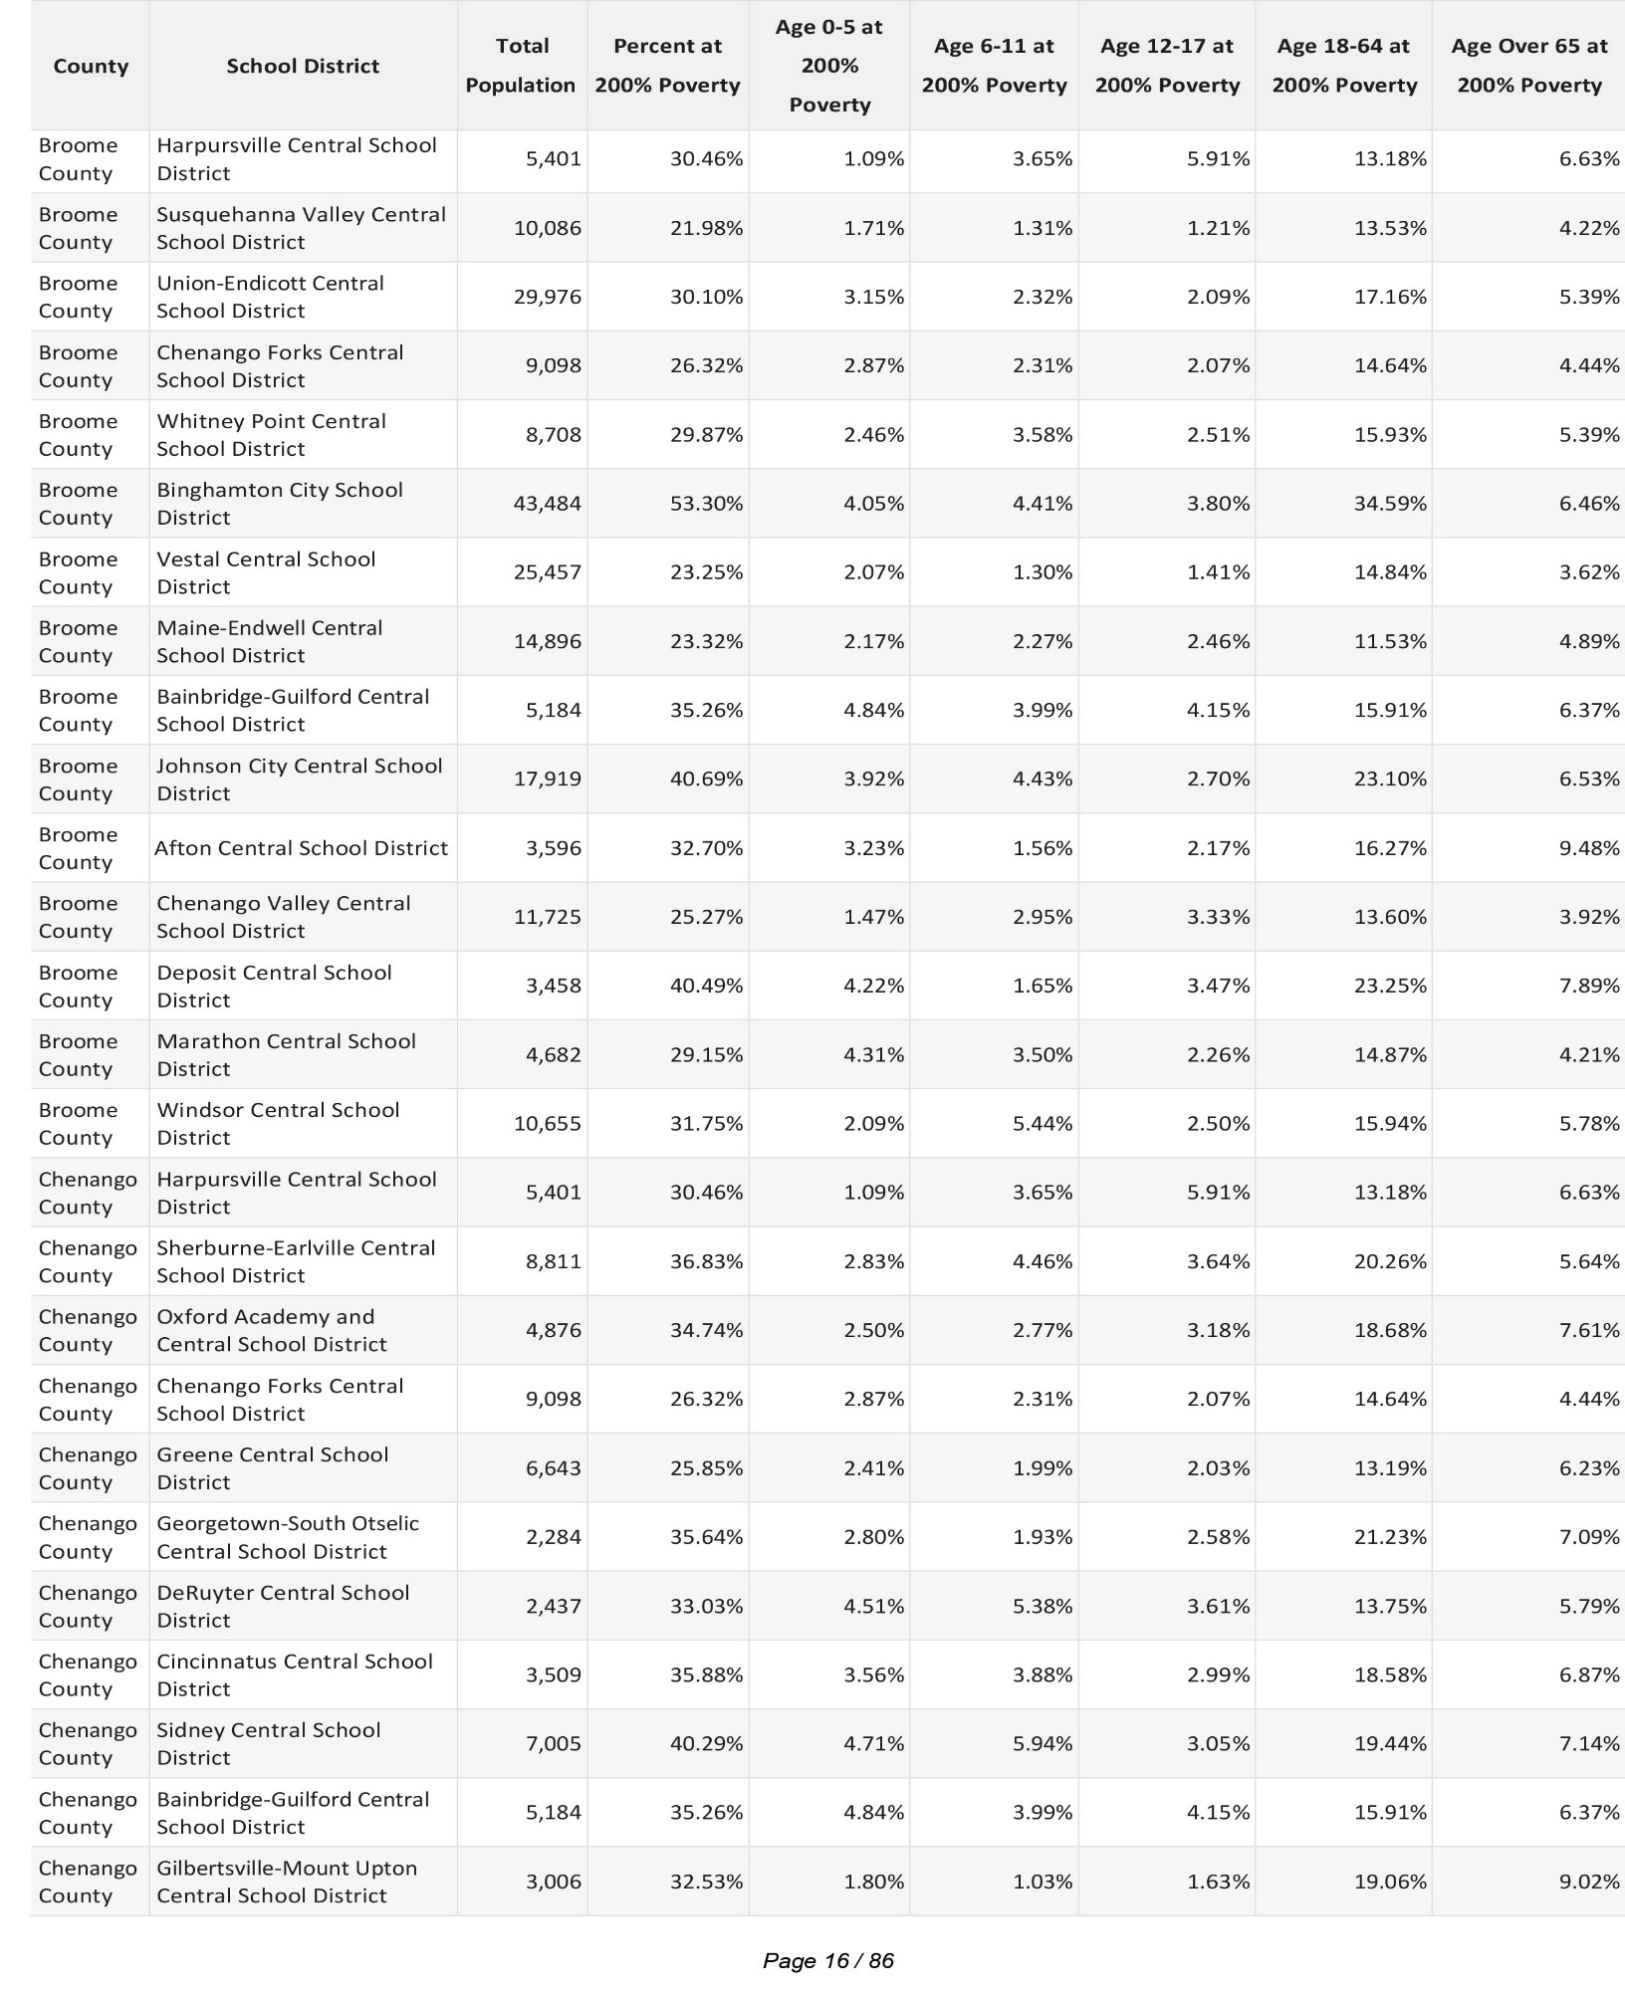 County School District Total Population Percent at 200% Poverty Age 0-5 at 200% Poverty Age 6-11 at 200% Poverty Age 12-17 at 200% Poverty Age 18-64 at 200% Poverty Age Over 65 at 200% Poverty
Broome County Harpursville Central School District 5,401 30.46% 1.09% 3.65% 5.91% 13.18% 6.63%
Broome County Susquehanna Valley Central School District 10,086 21.98% 1.71% 1.31% 1.21% 13.53% 4.22%
Broome County Union-Endicott Central School District 29,976 30.10% 3.15% 2.32% 2.09% 17.16% 5.39%
Broome County Chenango Forks Central School District 9,098 26.32% 2.87% 2.31% 2.07% 14.64% 4.44%
Broome County Whitney Point Central School District 8,708 29.87% 2.46% 3.58% 2.51% 15.93% 5.39%
Broome County Binghamton City School District 43,484 53.30% 4.05% 4.41% 3.80% 34.59% 6.46%
Broome County Vestal Central School District 25,457 23.25% 2.07% 1.30% 1.41% 14.84% 3.62%
Broome County Maine-Endwell Central School District 14,896 23.32% 2.17% 2.27% 2.46% 11.53% 4.89%
Broome County Bainbridge-Guilford Central School District 5,184 35.26% 4.84% 3.99% 4.15% 15.91% 6.37%
Broome County Johnson City Central School District 17,919 40.69% 3.92% 4.43% 2.70% 23.10% 6.53%
Broome County Afton Central School District 3,596 32.70% 3.23% 1.56% 2.17% 16.27% 9.48%
Broome County Chenango Valley Central School District 11,725 25.27% 1.47% 2.95% 3.33% 13.60% 3.92%
Broome County Deposit Central School District 3,458 40.49% 4.22% 1.65% 3.47% 23.25% 7.89%
Broome County Marathon Central School District 4,682 29.15% 4.31% 3.50% 2.26% 14.87% 4.21%
Broome County Windsor Central School District 10,655 31.75% 2.09% 5.44% 2.50% 15.94% 5.78%
Chenango County Harpursville Central School District 5,401 30.46% 1.09% 3.65% 5.91% 13.18% 6.63%
Chenango County Sherburne-Earlville Central School District 8,811 36.83% 2.83% 4.46% 3.64% 20.26% 5.64%
Chenango County Oxford Academy and Central School District 4,876 34.74% 2.50% 2.77% 3.18% 18.68% 7.61%
Chenango County Chenango Forks Central School District 9,098 26.32% 2.87% 2.31% 2.07% 14.64% 4.44%
Chenango County Greene Central School District 6,643 25.85% 2.41% 1.99% 2.03% 13.19% 6.23%
Chenango County Georgetown-South Otselic Central School District 2,284 35.64% 2.80% 1.93% 2.58% 21.23% 7.09%
Chenango County DeRuyter Central School District 2,437 33.03% 4.51% 5.38% 3.61% 13.75% 5.79%
Chenango County Cincinnatus Central School District 3,509 35.88% 3.56% 3.88% 2.99% 18.58% 6.87%
Chenango County Sidney Central School District 7,005 40.29% 4.71% 5.94% 3.05% 19.44% 7.14%
Chenango County Bainbridge-Guilford Central School District 5,184 35.26% 4.84% 3.99% 4.15% 15.91% 6.37%
Chenango County Gilbertsville-Mount Upton Central School District 3,006 32.53% 1.80% 1.03% 1.63% 19.06% 9.02%
Page 16 / 86